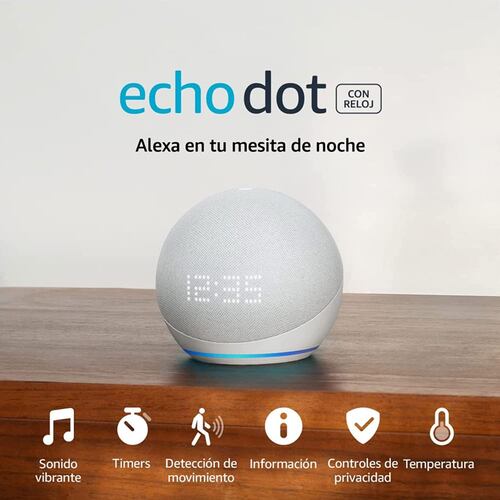 echo dot
CON
RELOJ
Alexa en tu mesita de noche
12:35
Sonido
vibrante
Timers
Detección de
movimiento
Información
Controles de
privacidad
Temperatura